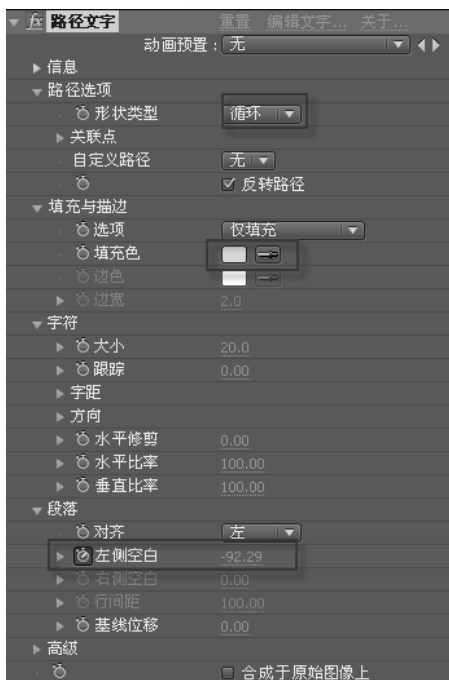 fx 路径文字 重置 编辑文字... 关于...
动画预置：无
信息
路径选项
形状类型 循环
关联点
自定义路径 无
反转路径
填充与描边
选项 仅填充
填充色
边色
边宽 2.0
字符
大小 20.0
跟踪 0.00
字距
方向
水平修剪 0.00
水平比率 100.00
垂直比率 100.00
段落
对齐 左
左侧空白 -92.29
右侧空白 0.00
行间距 100.00
基线位移 0.00
高级
合成于原始图像上